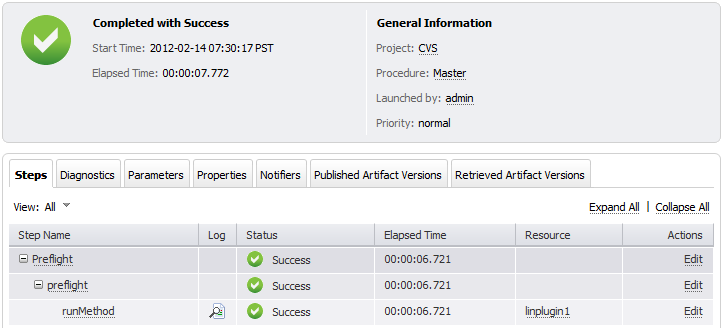 Completed with Success
Start Time: 2012-02-14 07:30:17 PST
Elapsed Time: 00:00:07.772
General Information
Project: CVS
Procedure: Master
Launched by: admin
Priority: normal
Steps Diagnostics Parameters Properties Notifiers Published Artifact Versions Retrieved Artifact Versions
View: All Expand All | Collapse All
Step Name Log Status Elapsed Time Resource Actions
Preflight Success 00:00:06.721 Edit
preflight Success 00:00:06.721 Edit
runMethod Success 00:00:06.721 linplugin1 Edit